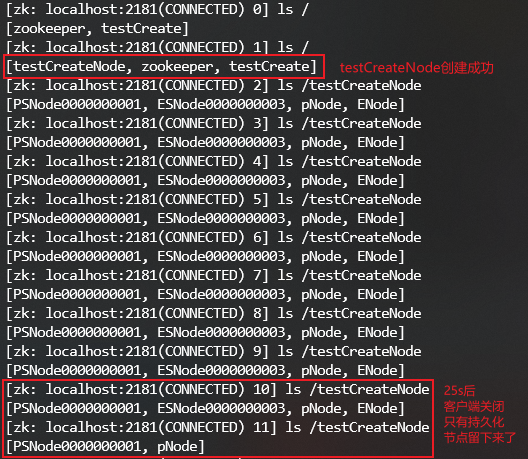 [zk: localhost:2181(CONNECTED) 0] ls /
[zookeeper, testCreate]
[zk: localhost:2181(CONNECTED) 1] ls /
[testCreateNode, zookeeper, testCreate]
testCreateNode创建成功
[zk: localhost:2181(CONNECTED) 2] ls /testCreateNode
[PSNode0000000001, ESNode0000000003, pNode, ENode]
[zk: localhost:2181(CONNECTED) 3] ls /testCreateNode
[PSNode0000000001, ESNode0000000003, pNode, ENode]
[zk: localhost:2181(CONNECTED) 4] ls /testCreateNode
[PSNode0000000001, ESNode0000000003, pNode, ENode]
[zk: localhost:2181(CONNECTED) 5] ls /testCreateNode
[PSNode0000000001, ESNode0000000003, pNode, ENode]
[zk: localhost:2181(CONNECTED) 6] ls /testCreateNode
[PSNode0000000001, ESNode0000000003, pNode, ENode]
[zk: localhost:2181(CONNECTED) 7] ls /testCreateNode
[PSNode0000000001, ESNode0000000003, pNode, ENode]
[zk: localhost:2181(CONNECTED) 8] ls /testCreateNode
[PSNode0000000001, ESNode0000000003, pNode, ENode]
[zk: localhost:2181(CONNECTED) 9] ls /testCreateNode
[PSNode0000000001, ESNode0000000003, pNode, ENode]
[zk: localhost:2181(CONNECTED) 10] ls /testCreateNode
[PSNode0000000001, ESNode0000000003, pNode, ENode]
[zk: localhost:2181(CONNECTED) 11] ls /testCreateNode
[PSNode0000000001, pNode]
25s后
客户端关闭
只有持久化
节点留下来了